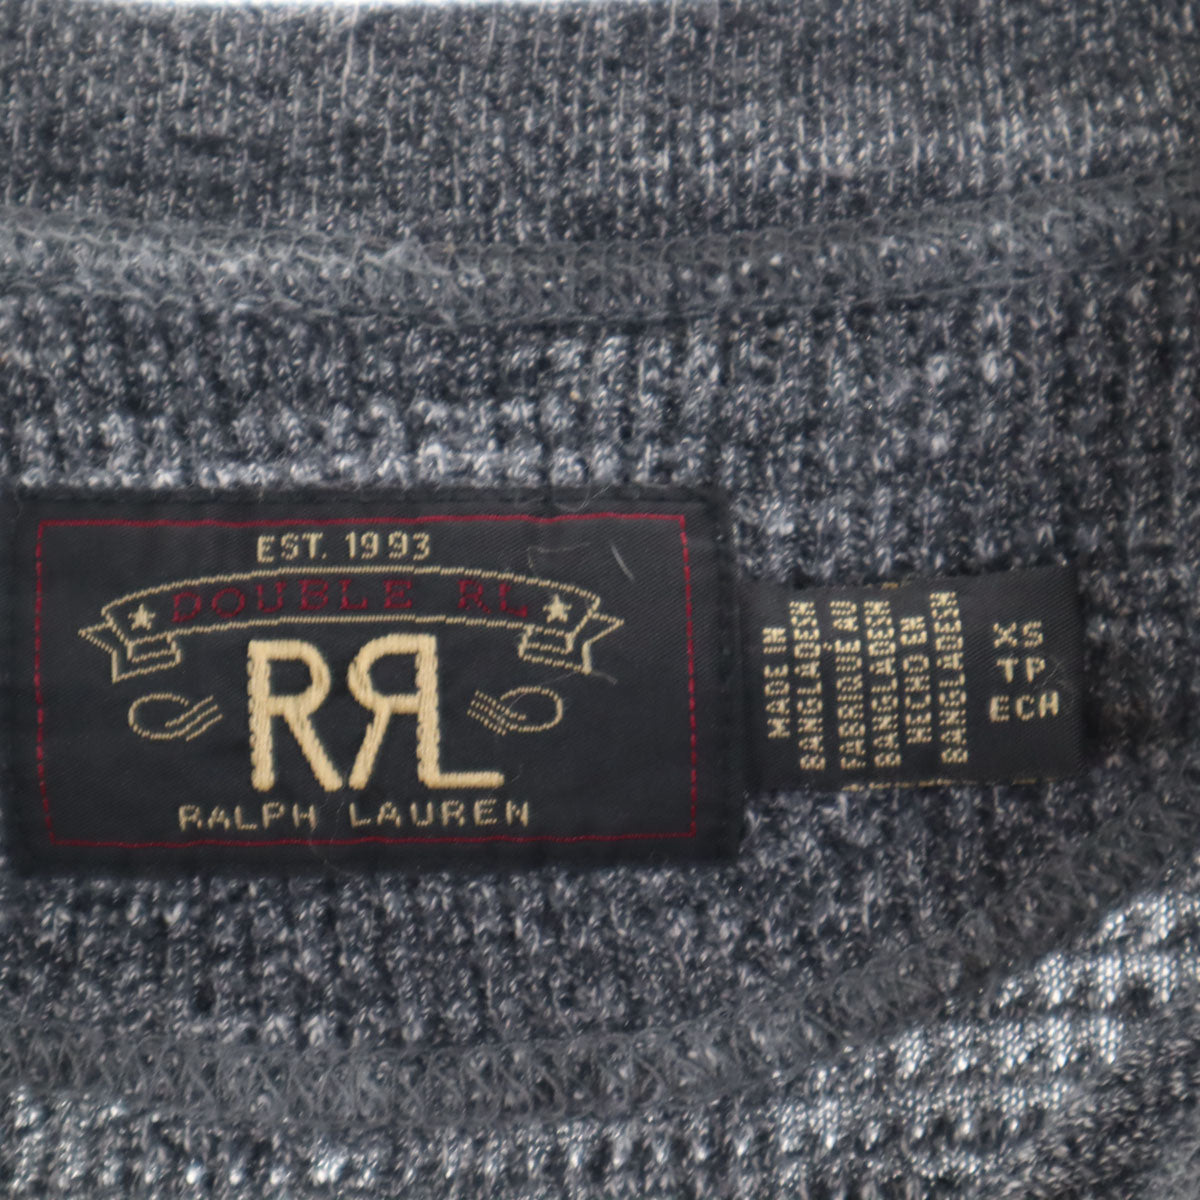 EST. 1993
DOUBLE RL
RRL
RALPH LAUREN
MADE IN
BANGLADESH
FABRIQUÉ AU
BANGLADESH
HECHO EN
BANGLADESH
XS
TP
ECH